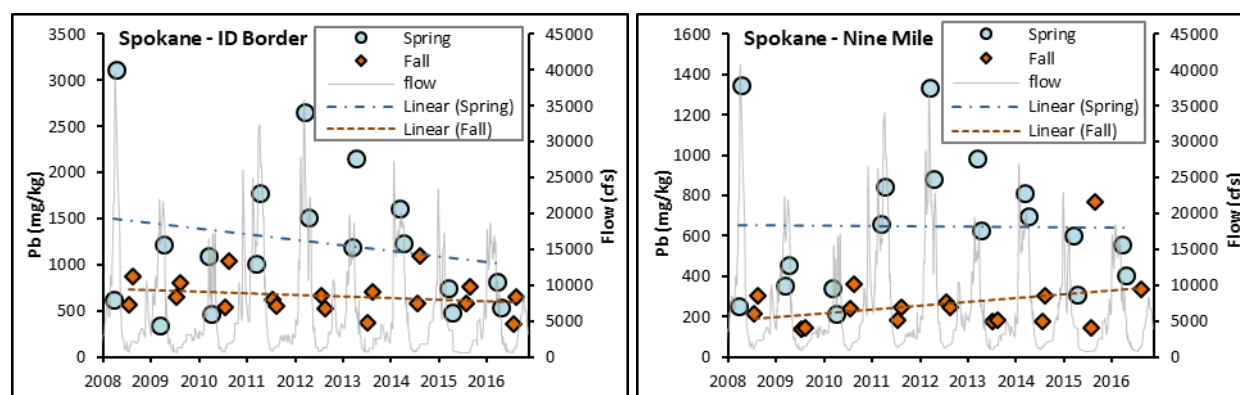 Spokane - ID Border
Spring
Fall
flow
Linear (Spring)
Linear (Fall)
Pb (mg/kg)
3500
3000
2500
2000
1500
1000
500
0
Flow (cfs)
45000
40000
35000
30000
25000
20000
15000
10000
5000
0
2008 2009 2010 2011 2012 2013 2014 2015 2016
Spokane - Nine Mile
Spring
Fall
flow
Linear (Spring)
Linear (Fall)
Pb (mg/kg)
1600
1400
1200
1000
800
600
400
200
0
Flow (cfs)
45000
40000
35000
30000
25000
20000
15000
10000
5000
0
2008 2009 2010 2011 2012 2013 2014 2015 2016